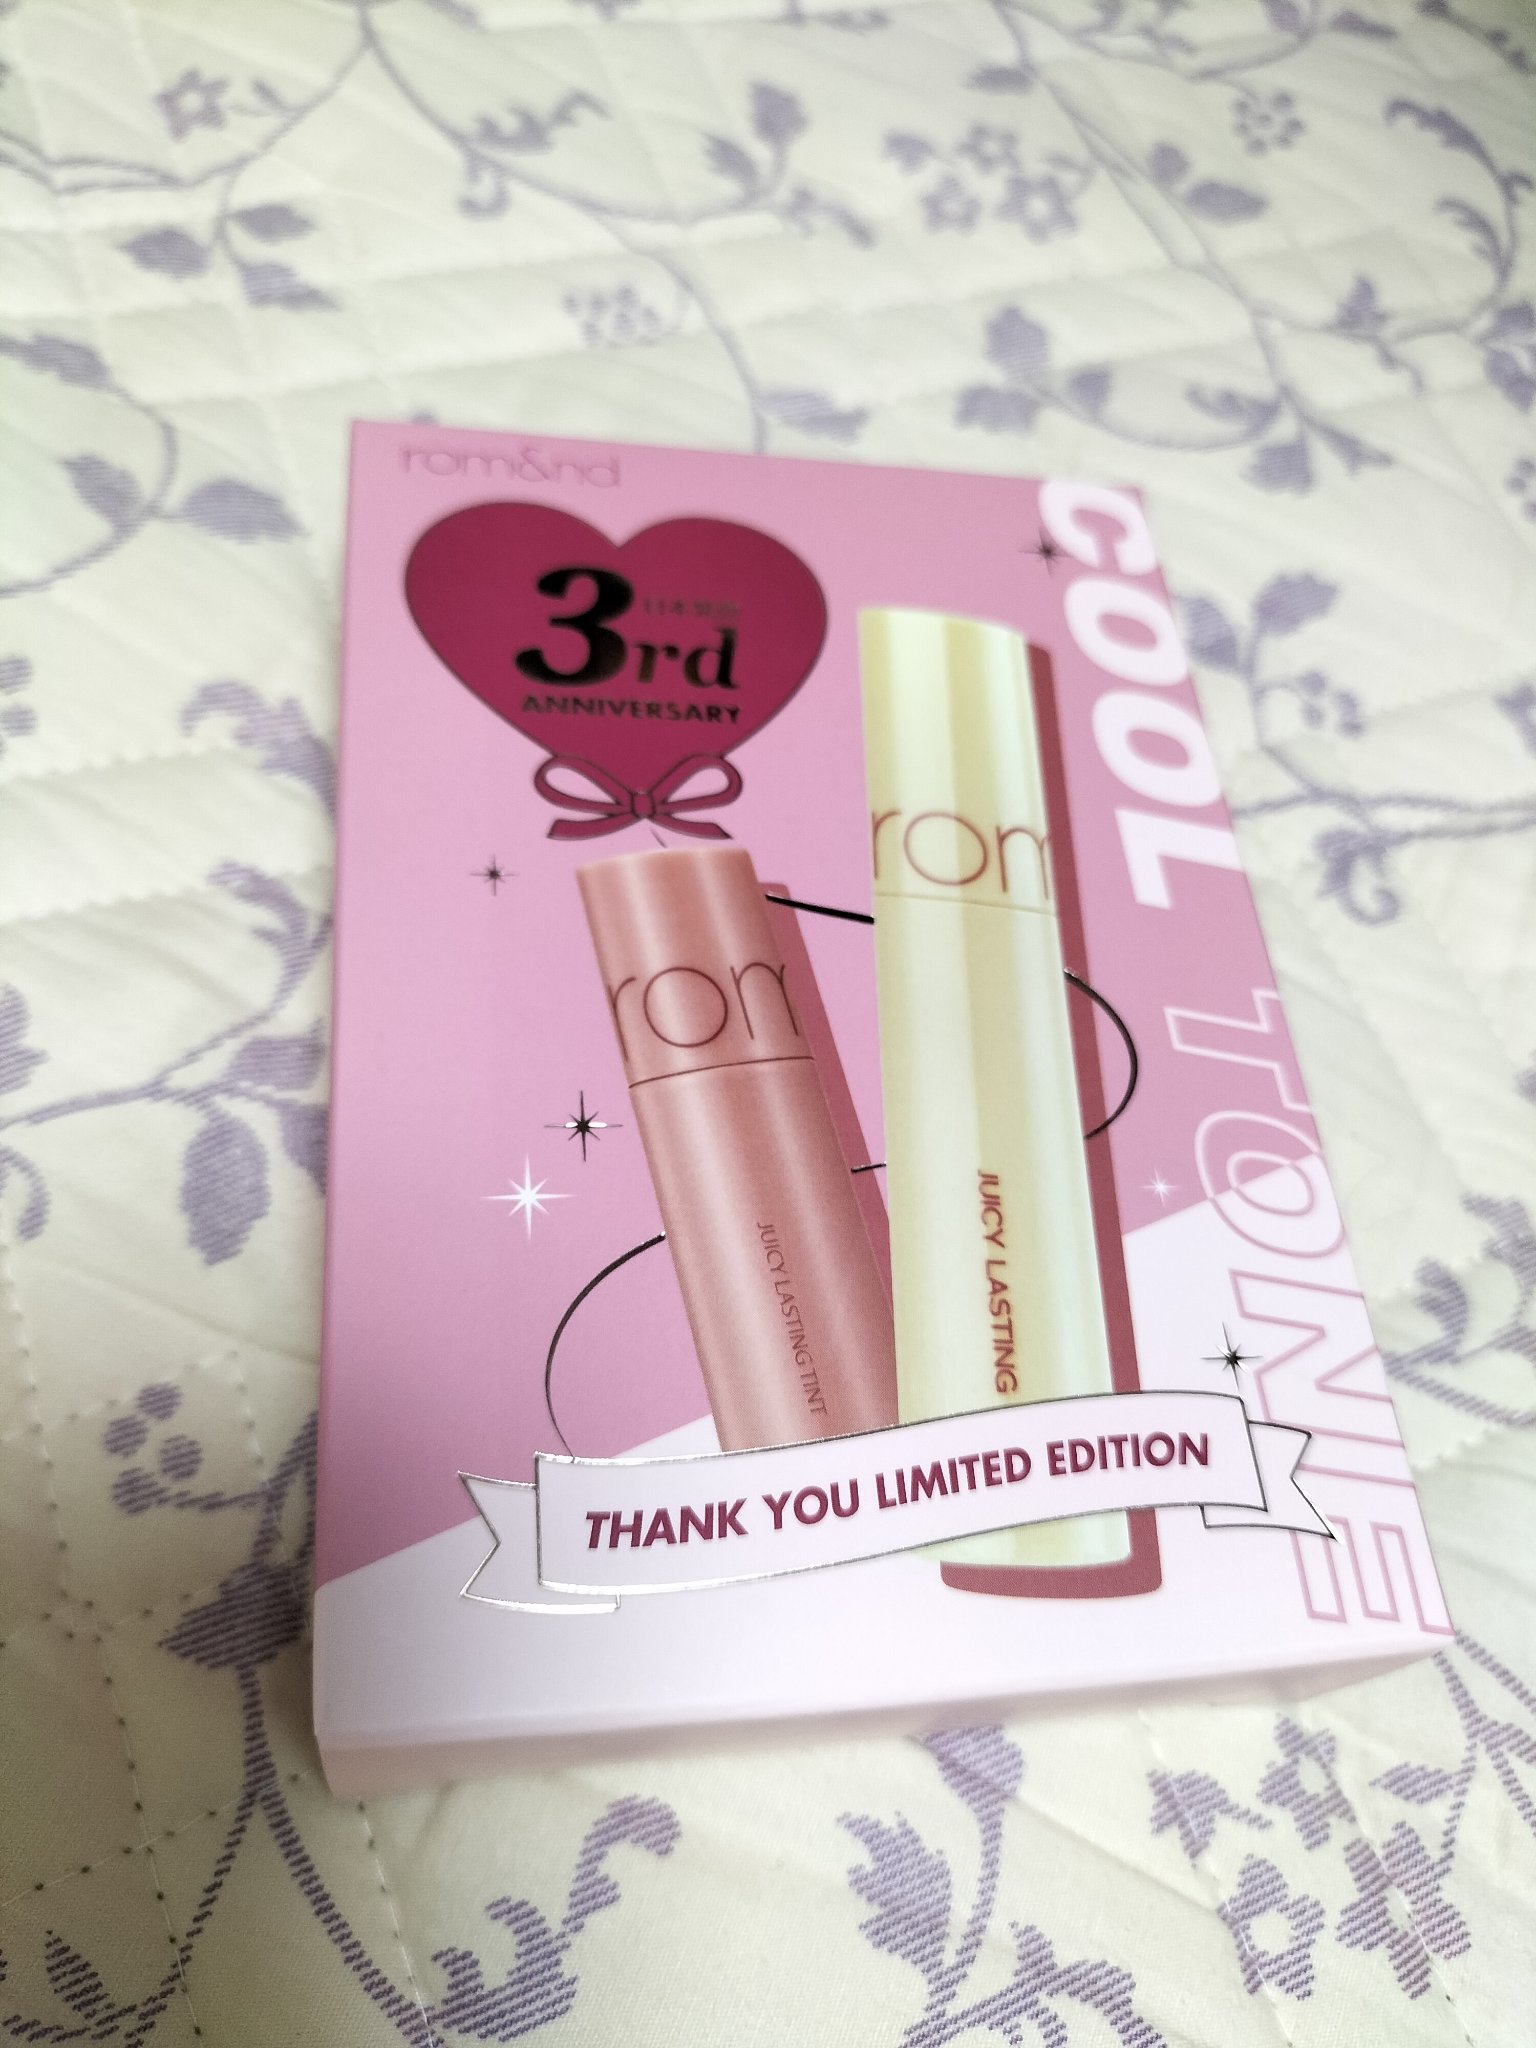 rom&nd
3rd
ANNIVERSARY
COOL TONE
rom
JUICY LASTING TINT
rom
JUICY LASTING
THANK YOU LIMITED EDITION